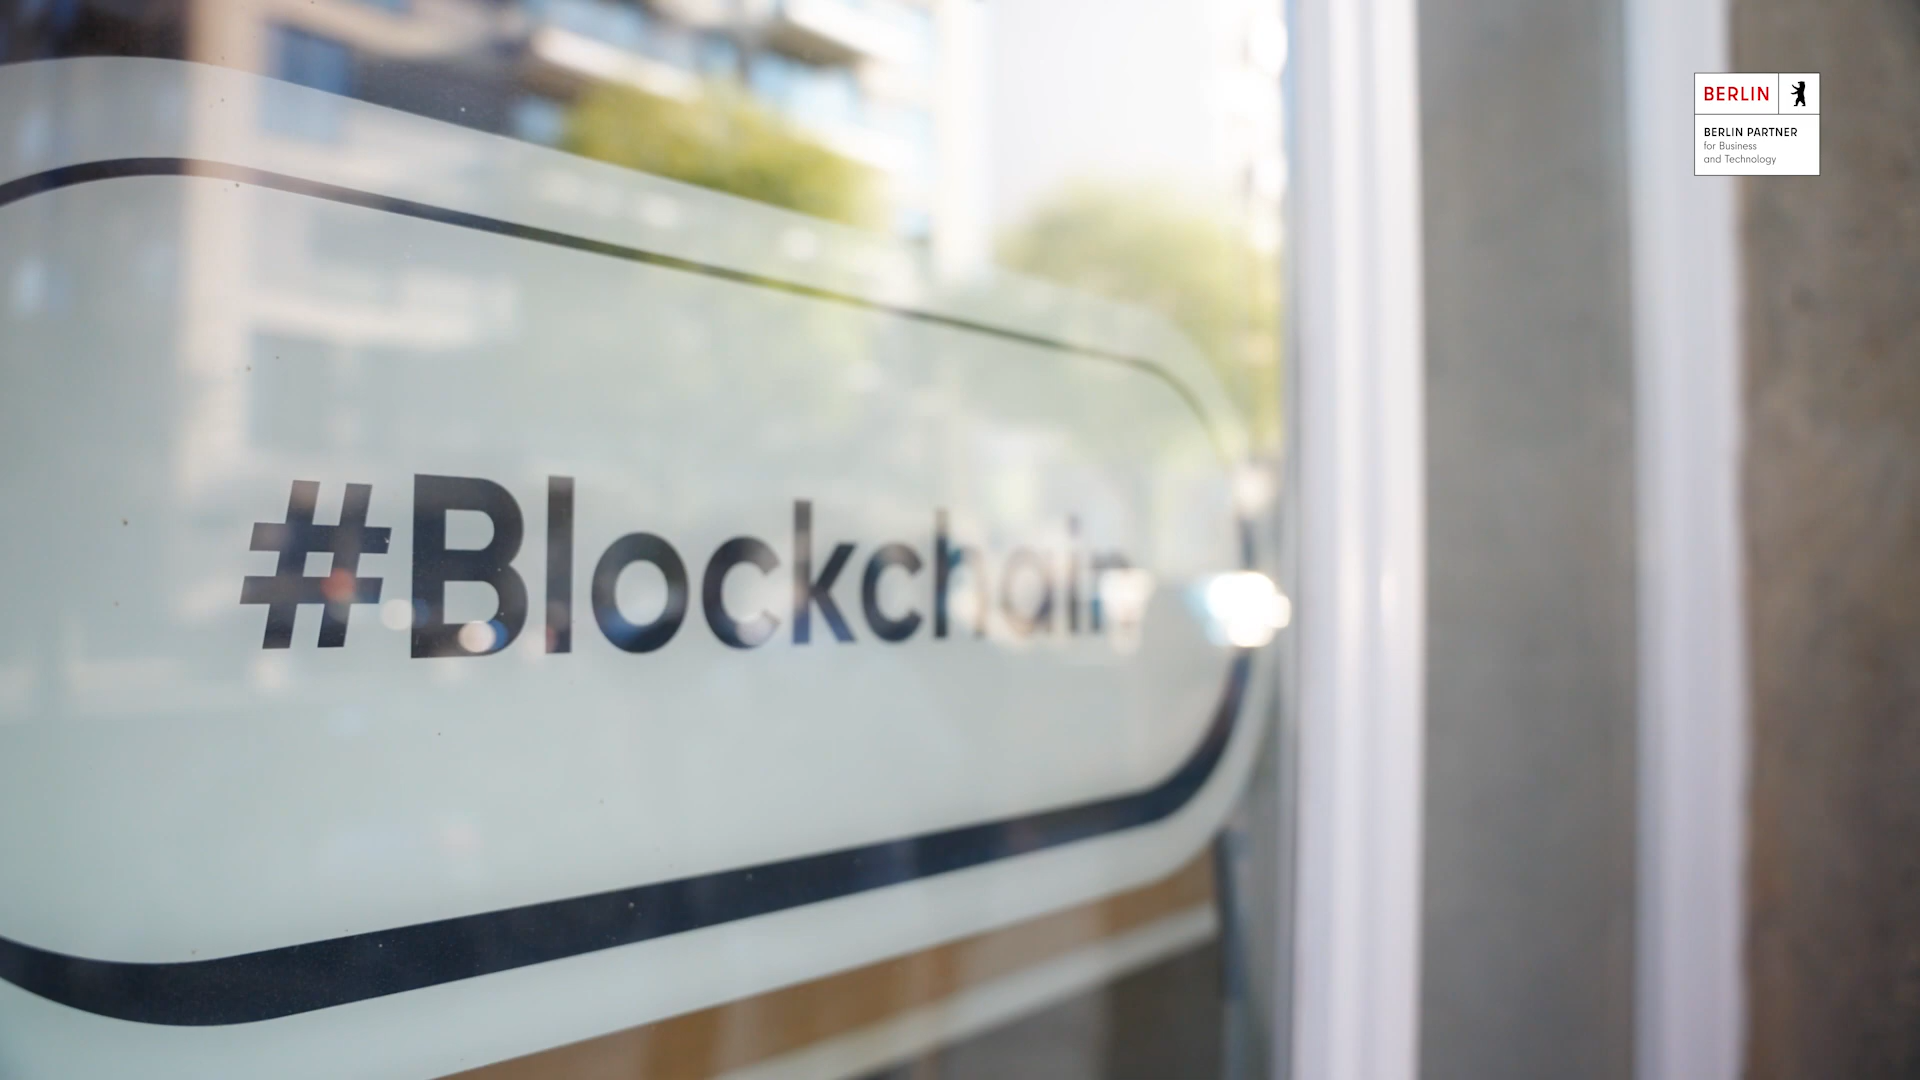 #Blockchain
BERLIN
BERLIN PARTNER
for Business
and Technology